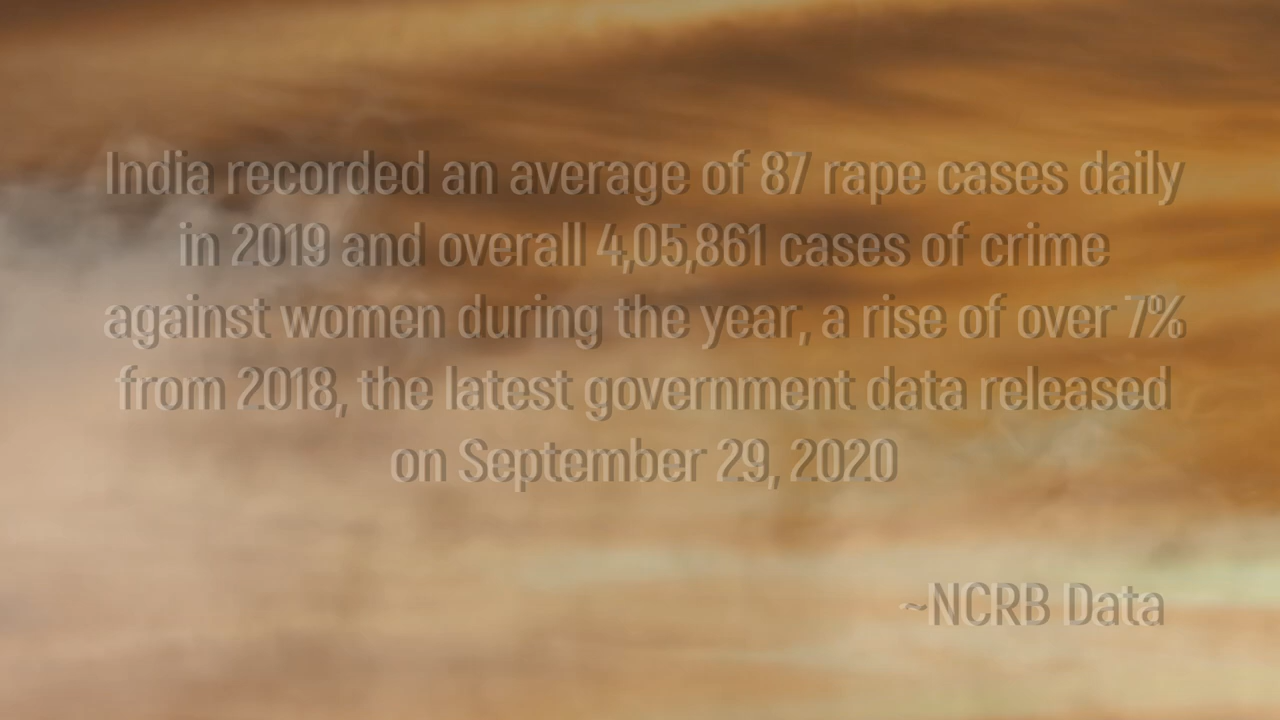 India recorded an average of 87 rape cases daily
in 2019 and overall 4,05,861 cases of crime
against women during the year, a rise of over 7%
from 2018, the latest government data released
on September 29, 2020
~NCRB Data